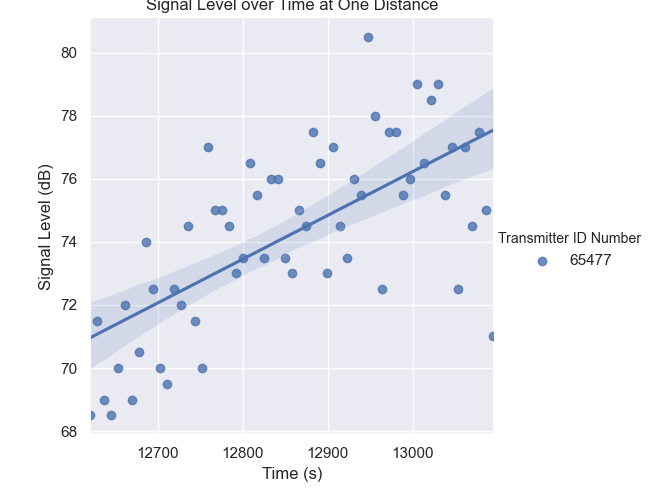 Signal Level over Time at One Distance
80
78
76
74
72
70
68
Signal Level (dB)
12700 12800 12900 13000
Time (s)
Transmitter ID Number
65477